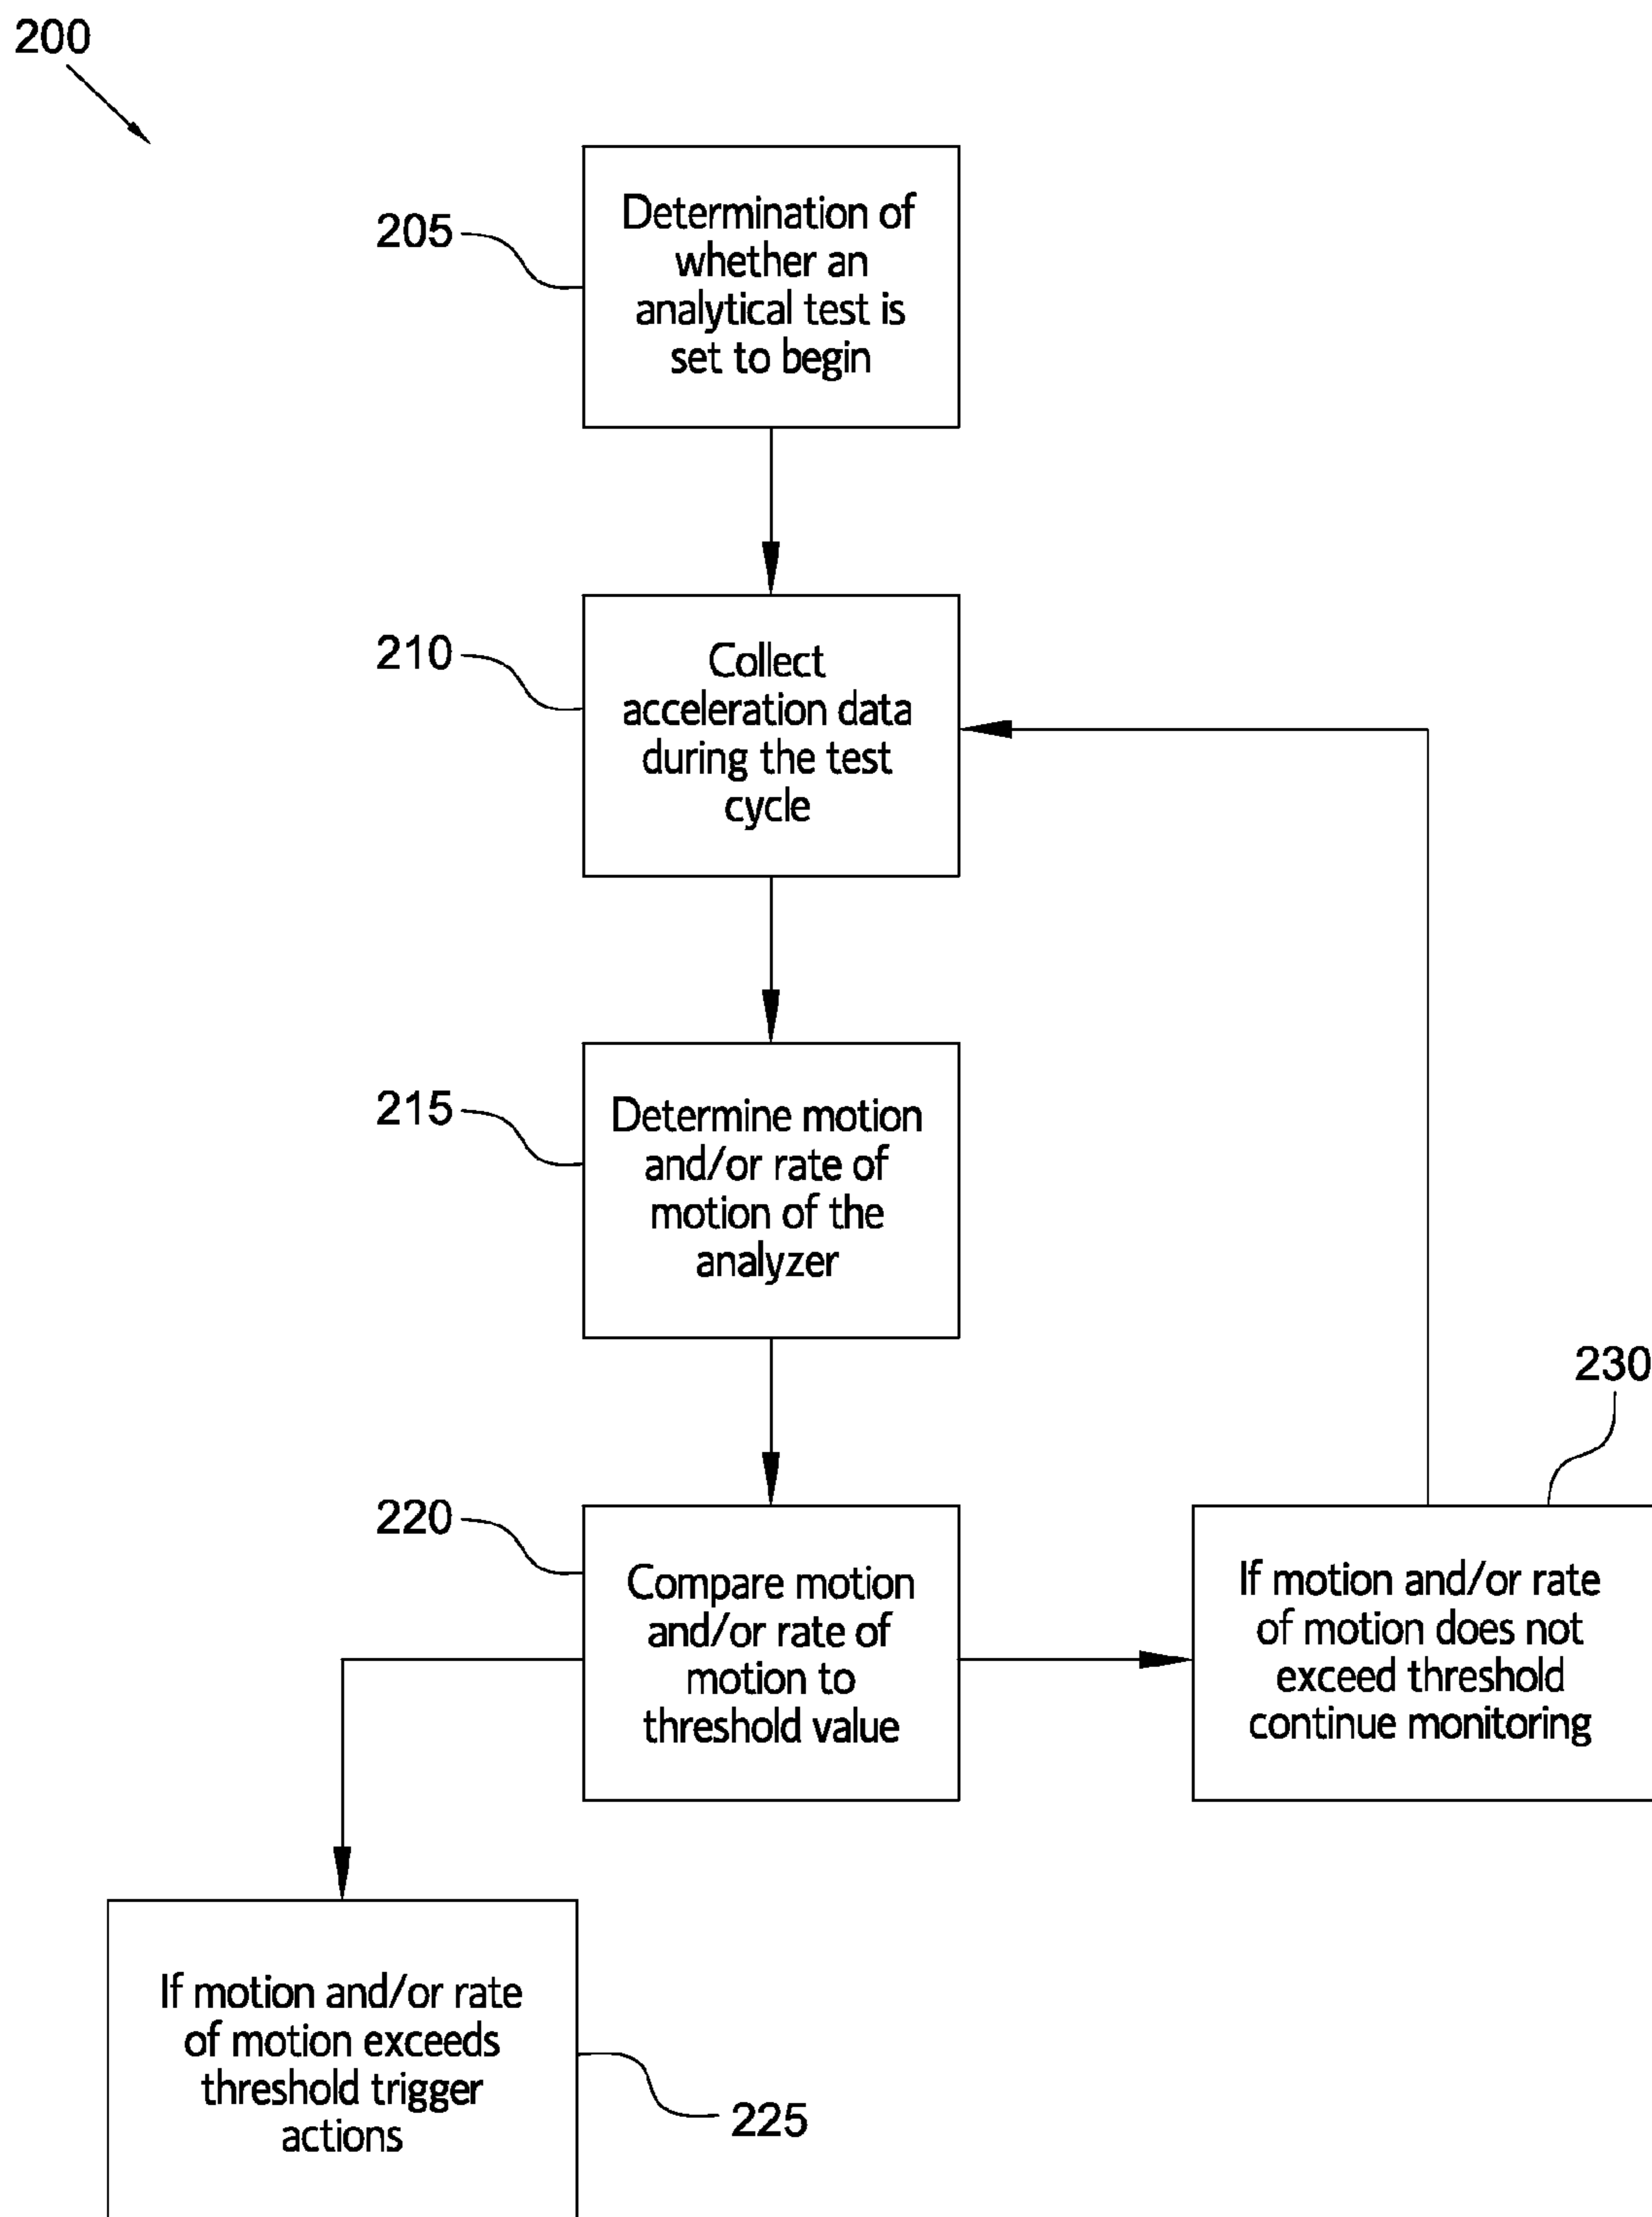 200
205
Determination of
whether an
analytical test is
set to begin
210
Collect
acceleration data
during the test
cycle
215
Determine motion
and/or rate of
motion of the
analyzer
230
220
Compare motion
and/or rate of
motion to
threshold value
If motion and/or rate
of motion does not
exceed threshold
continue monitoring
If motion and/or rate
of motion exceeds
threshold trigger
actions
225